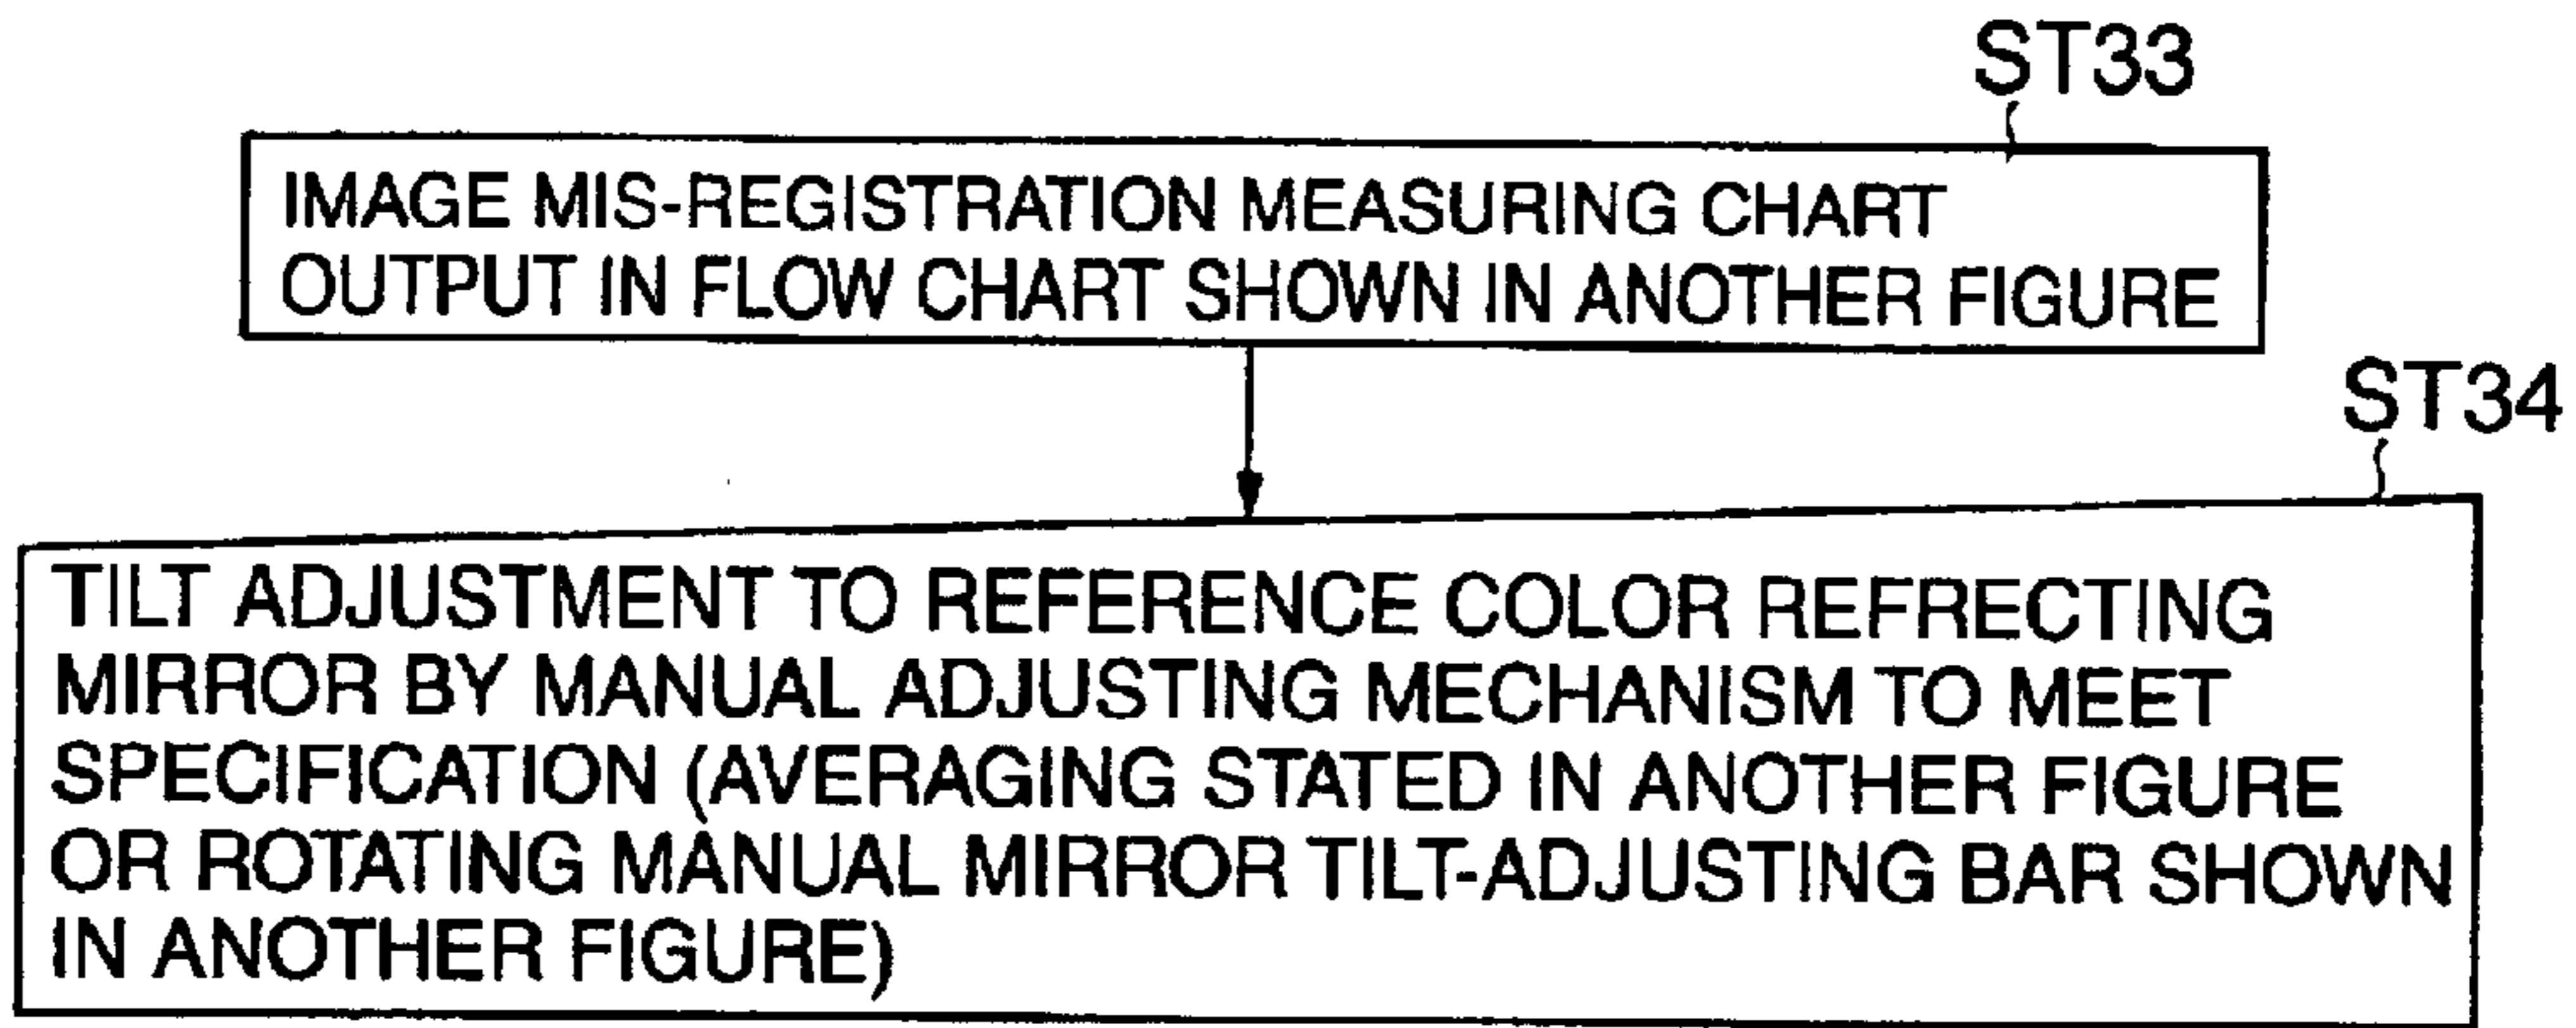 ST33
IMAGE MIS-REGISTRATION MEASURING CHART
OUTPUT IN FLOW CHART SHOWN IN ANOTHER FIGURE
ST34
TILT ADJUSTMENT TO REFERENCE COLOR REFRECTING
MIRROR BY MANUAL ADJUSTING MECHANISM TO MEET
SPECIFICATION (AVERAGING STATED IN ANOTHER FIGURE
OR ROTATING MANUAL MIRROR TILT-ADJUSTING BAR SHOWN
IN ANOTHER FIGURE)